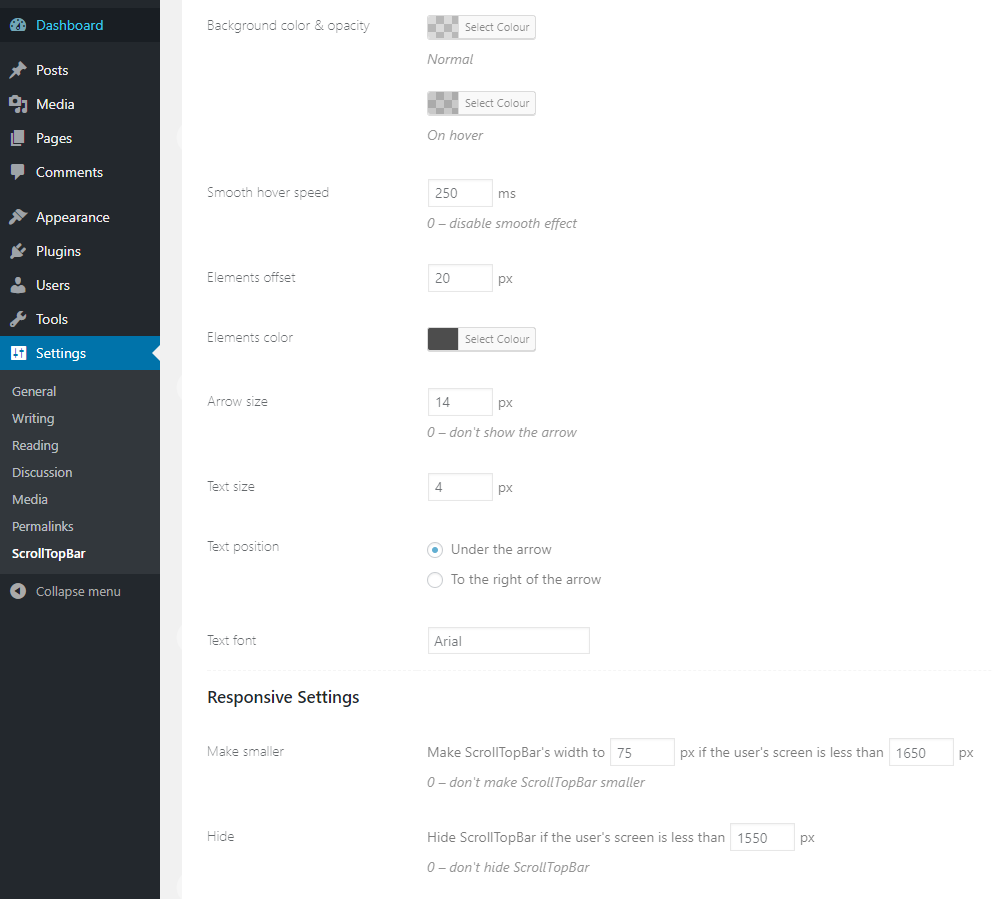 Dashboard
Posts
Media
Pages
Comments
Appearance
Plugins
Users
Tools
Settings
General
Writing
Reading
Discussion
Media
Permalinks
ScrollTopBar
Collapse menu
Background color & opacity
Select Colour
Normal
Select Colour
On hover
Smooth hover speed
250 ms
0 – disable smooth effect
Elements offset
20 px
Elements color
Select Colour
Arrow size
14 px
0 – don't show the arrow
Text size
4 px
Text position
Under the arrow
To the right of the arrow
Text font
Arial
Responsive Settings
Make smaller
Make ScrollTopBar's width to 75 px if the user's screen is less than 1650 px
0 – don't make ScrollTopBar smaller
Hide
Hide ScrollTopBar if the user's screen is less than 1550 px
0 – don't hide ScrollTopBar